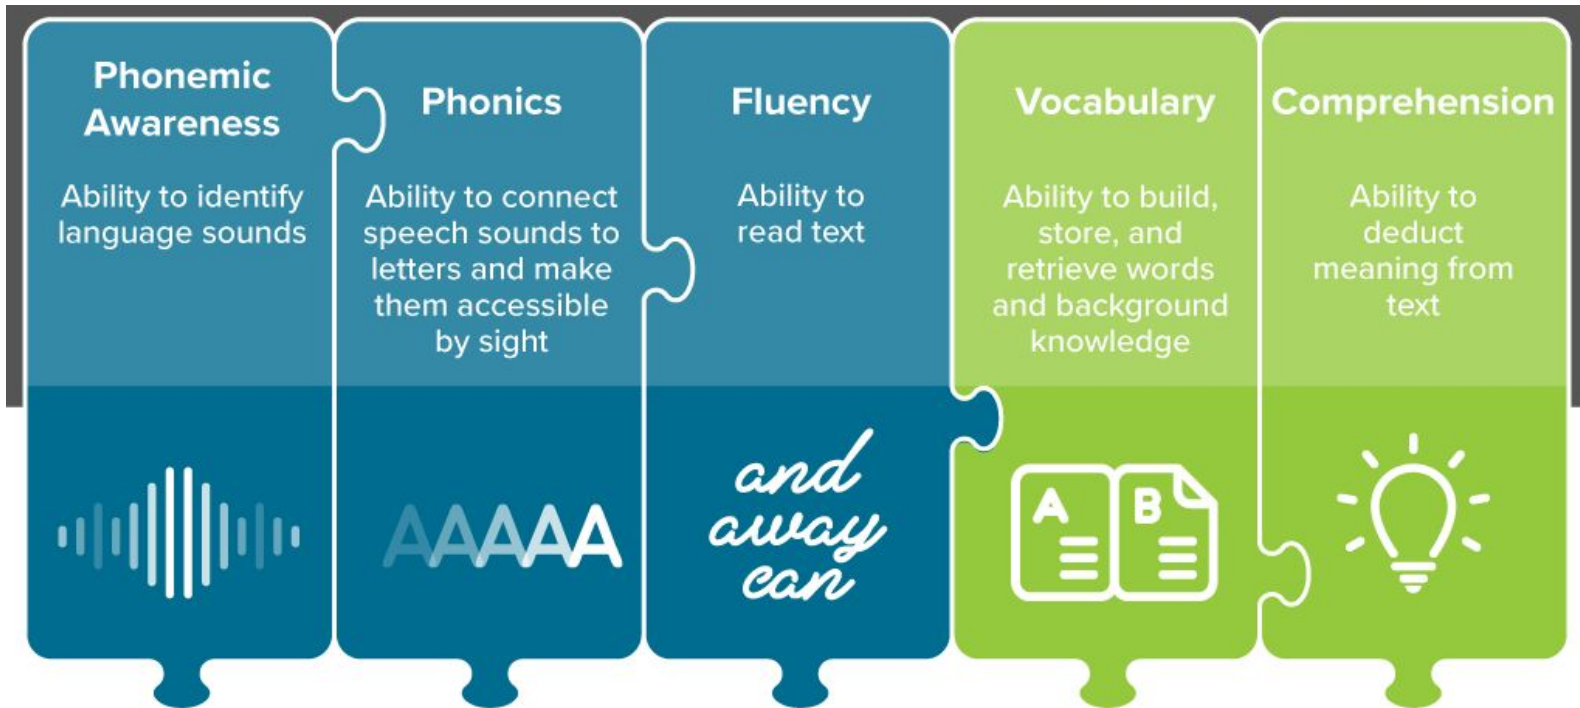 Phonemic
Awareness
Ability to identify
language sounds
Phonics
Ability to connect
speech sounds to
letters and make
them accessible
by sight
AAAAA
Fluency
Ability to
read text
and
away
can
Vocabulary
Ability to build,
store, and
retrieve words
and background
knowledge
A B
Comprehension
Ability to
deduct
meaning from
text